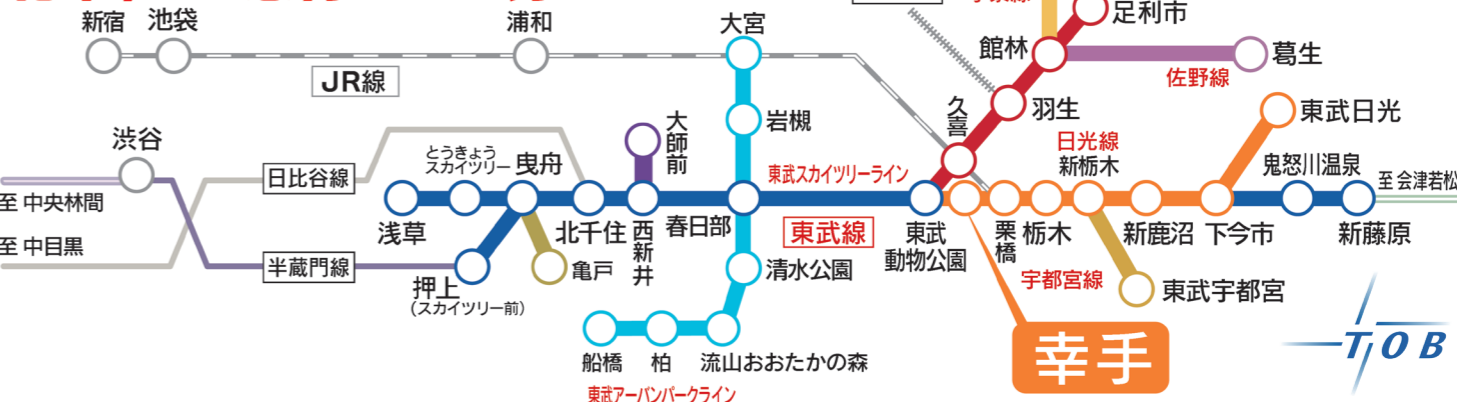 新宿
池袋
浦和
大宮
足利市
JR線
館林
葛生
佐野線
岩槻
久喜
羽生
東武日光
渋谷
大師前
日光線
新栃木
とうきょう
スカイツリー
曳舟
東武スカイツリーライン
鬼怒川温泉
日比谷線
至 中央林間
至 会津若松
浅草
北千住
西新井
春日部
東武線
東武
動物公園
栗橋
栃木
新鹿沼
下今市
新藤原
至 中目黒
半蔵門線
押上
(スカイツリー前)
亀戸
清水公園
宇都宮線
東武宇都宮
幸手
TOB
船橋
柏
流山おおたかの森
東武アーバンパークライン